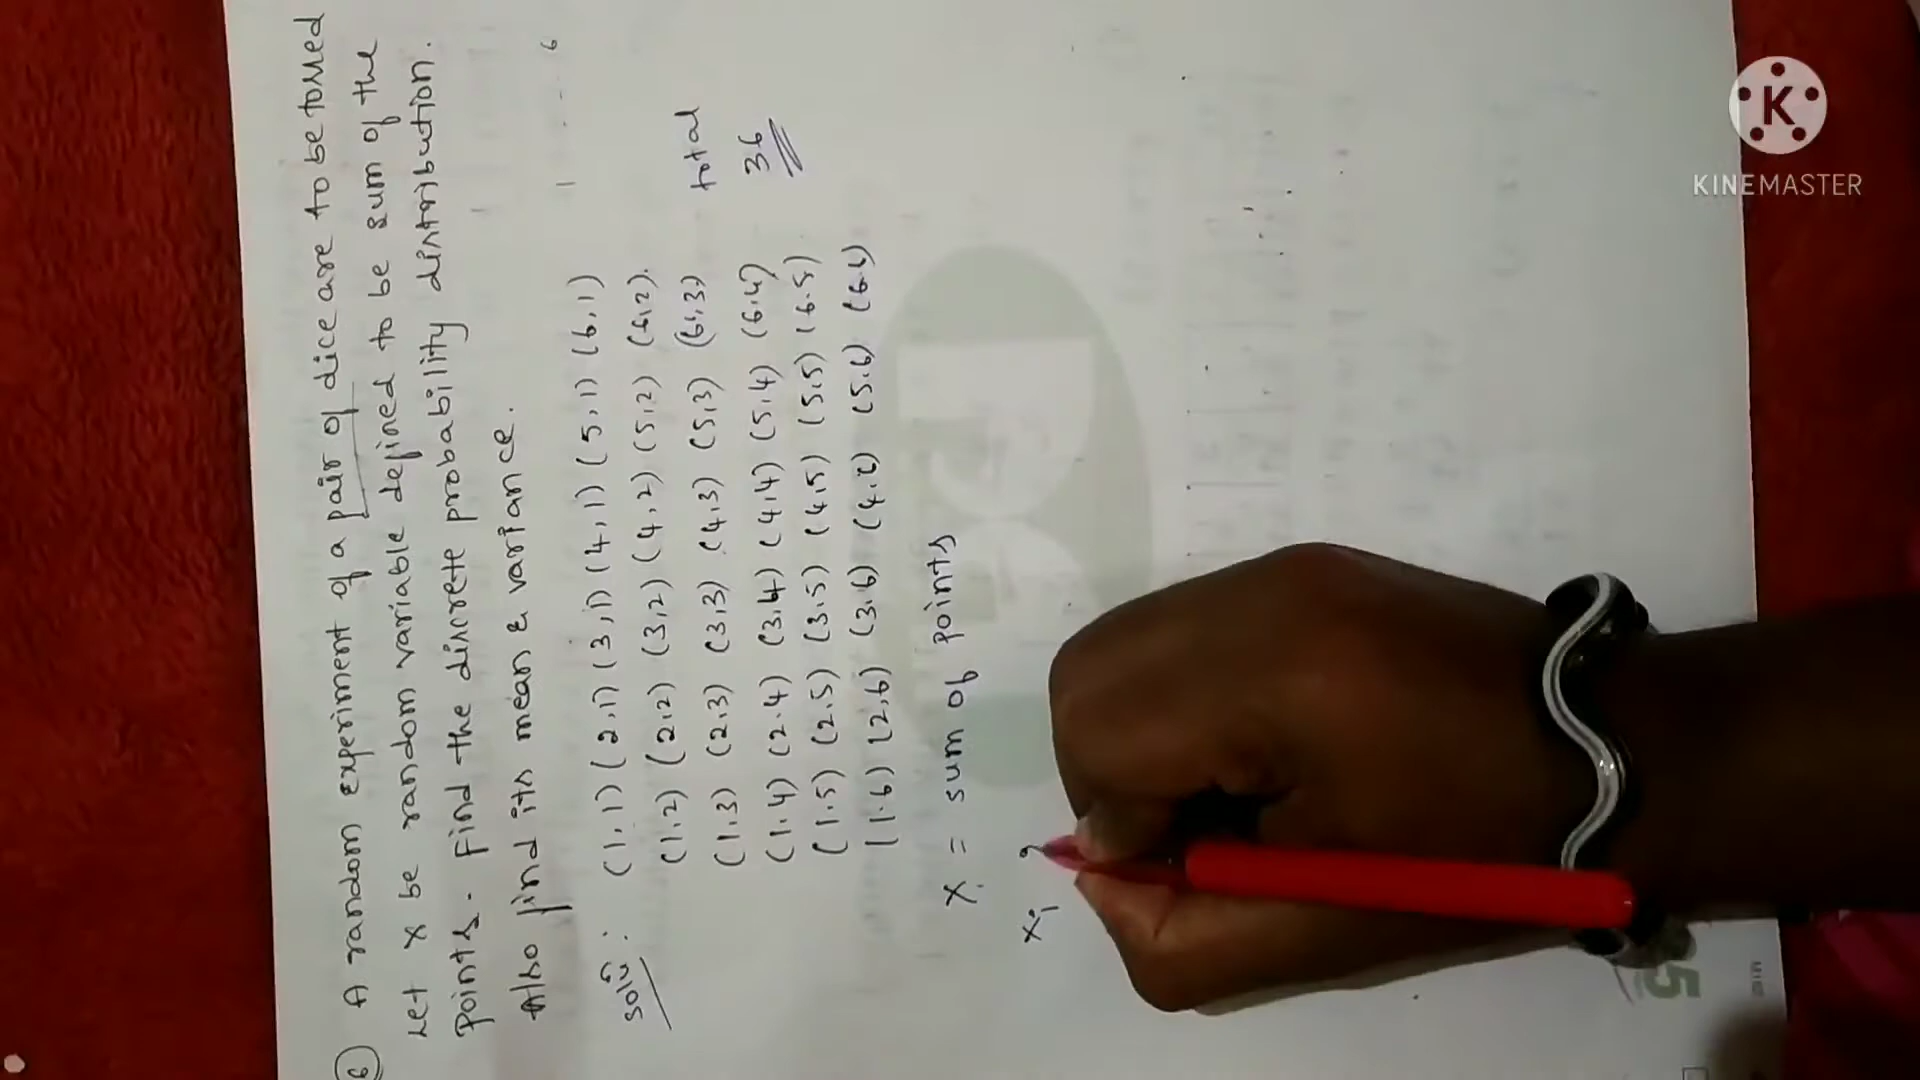 6 A random experiment of a pair of dice are to be tossed
Let x be random variable defined to be sum of the
points. Find the discrete probability distribution.
Also find its mean & variance.
Soln: (1,1) (2,1) (3,1) (4,1) (5,1) (6,1)
(1,2) (2,2) (3,2) (4,2) (5,2) (6,2).
(1,3) (2,3) (3,3) (4,3) (5,3) (6,3)
(1,4) (2,4) (3,4) (4,4) (5,4) (6,4)
(1,5) (2,5) (3,5) (4,5) (5,5) (6,5)
(1,6) (2,6) (3,6) (4,6) (5,6) (6,6)
total
36
1 --- 6
X = sum of points
xi
KINEMASTER